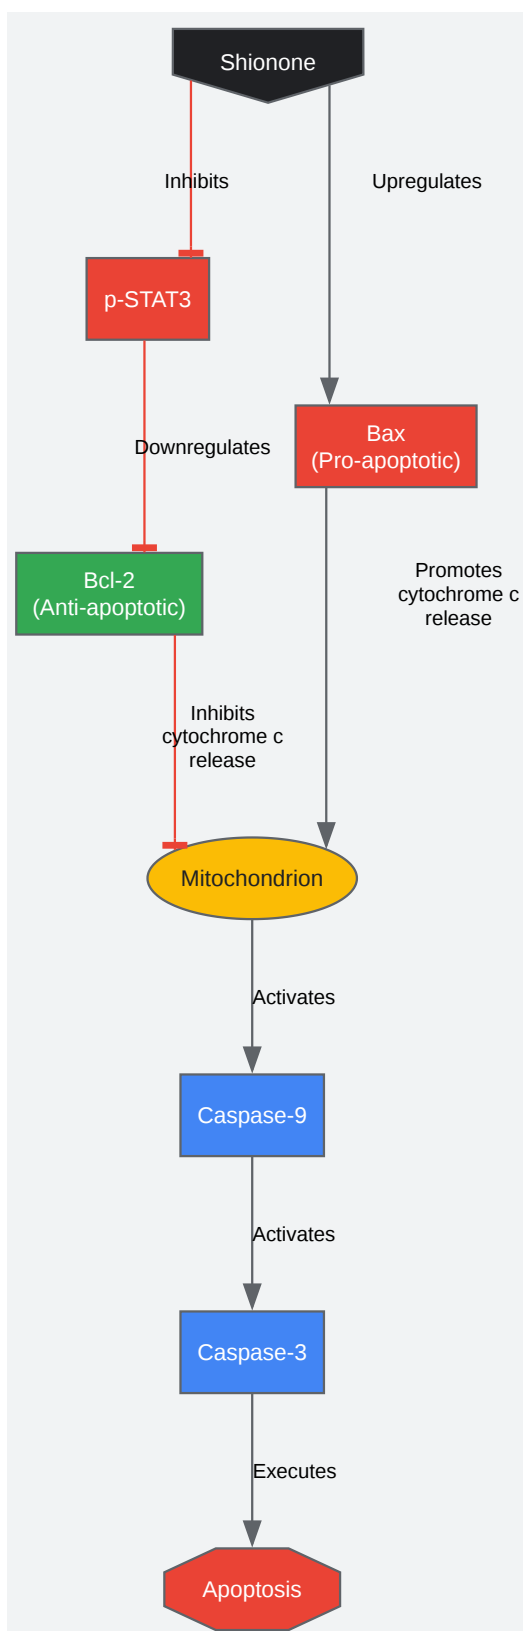 Shionone
Inhibits
Upregulates
p-STAT3
Bax
(Pro-apoptotic)
Downregulates
Bcl-2
(Anti-apoptotic)
Promotes
cytochrome c
release
Inhibits
cytochrome c
release
Mitochondrion
Activates
Caspase-9
Activates
Caspase-3
Executes
Apoptosis